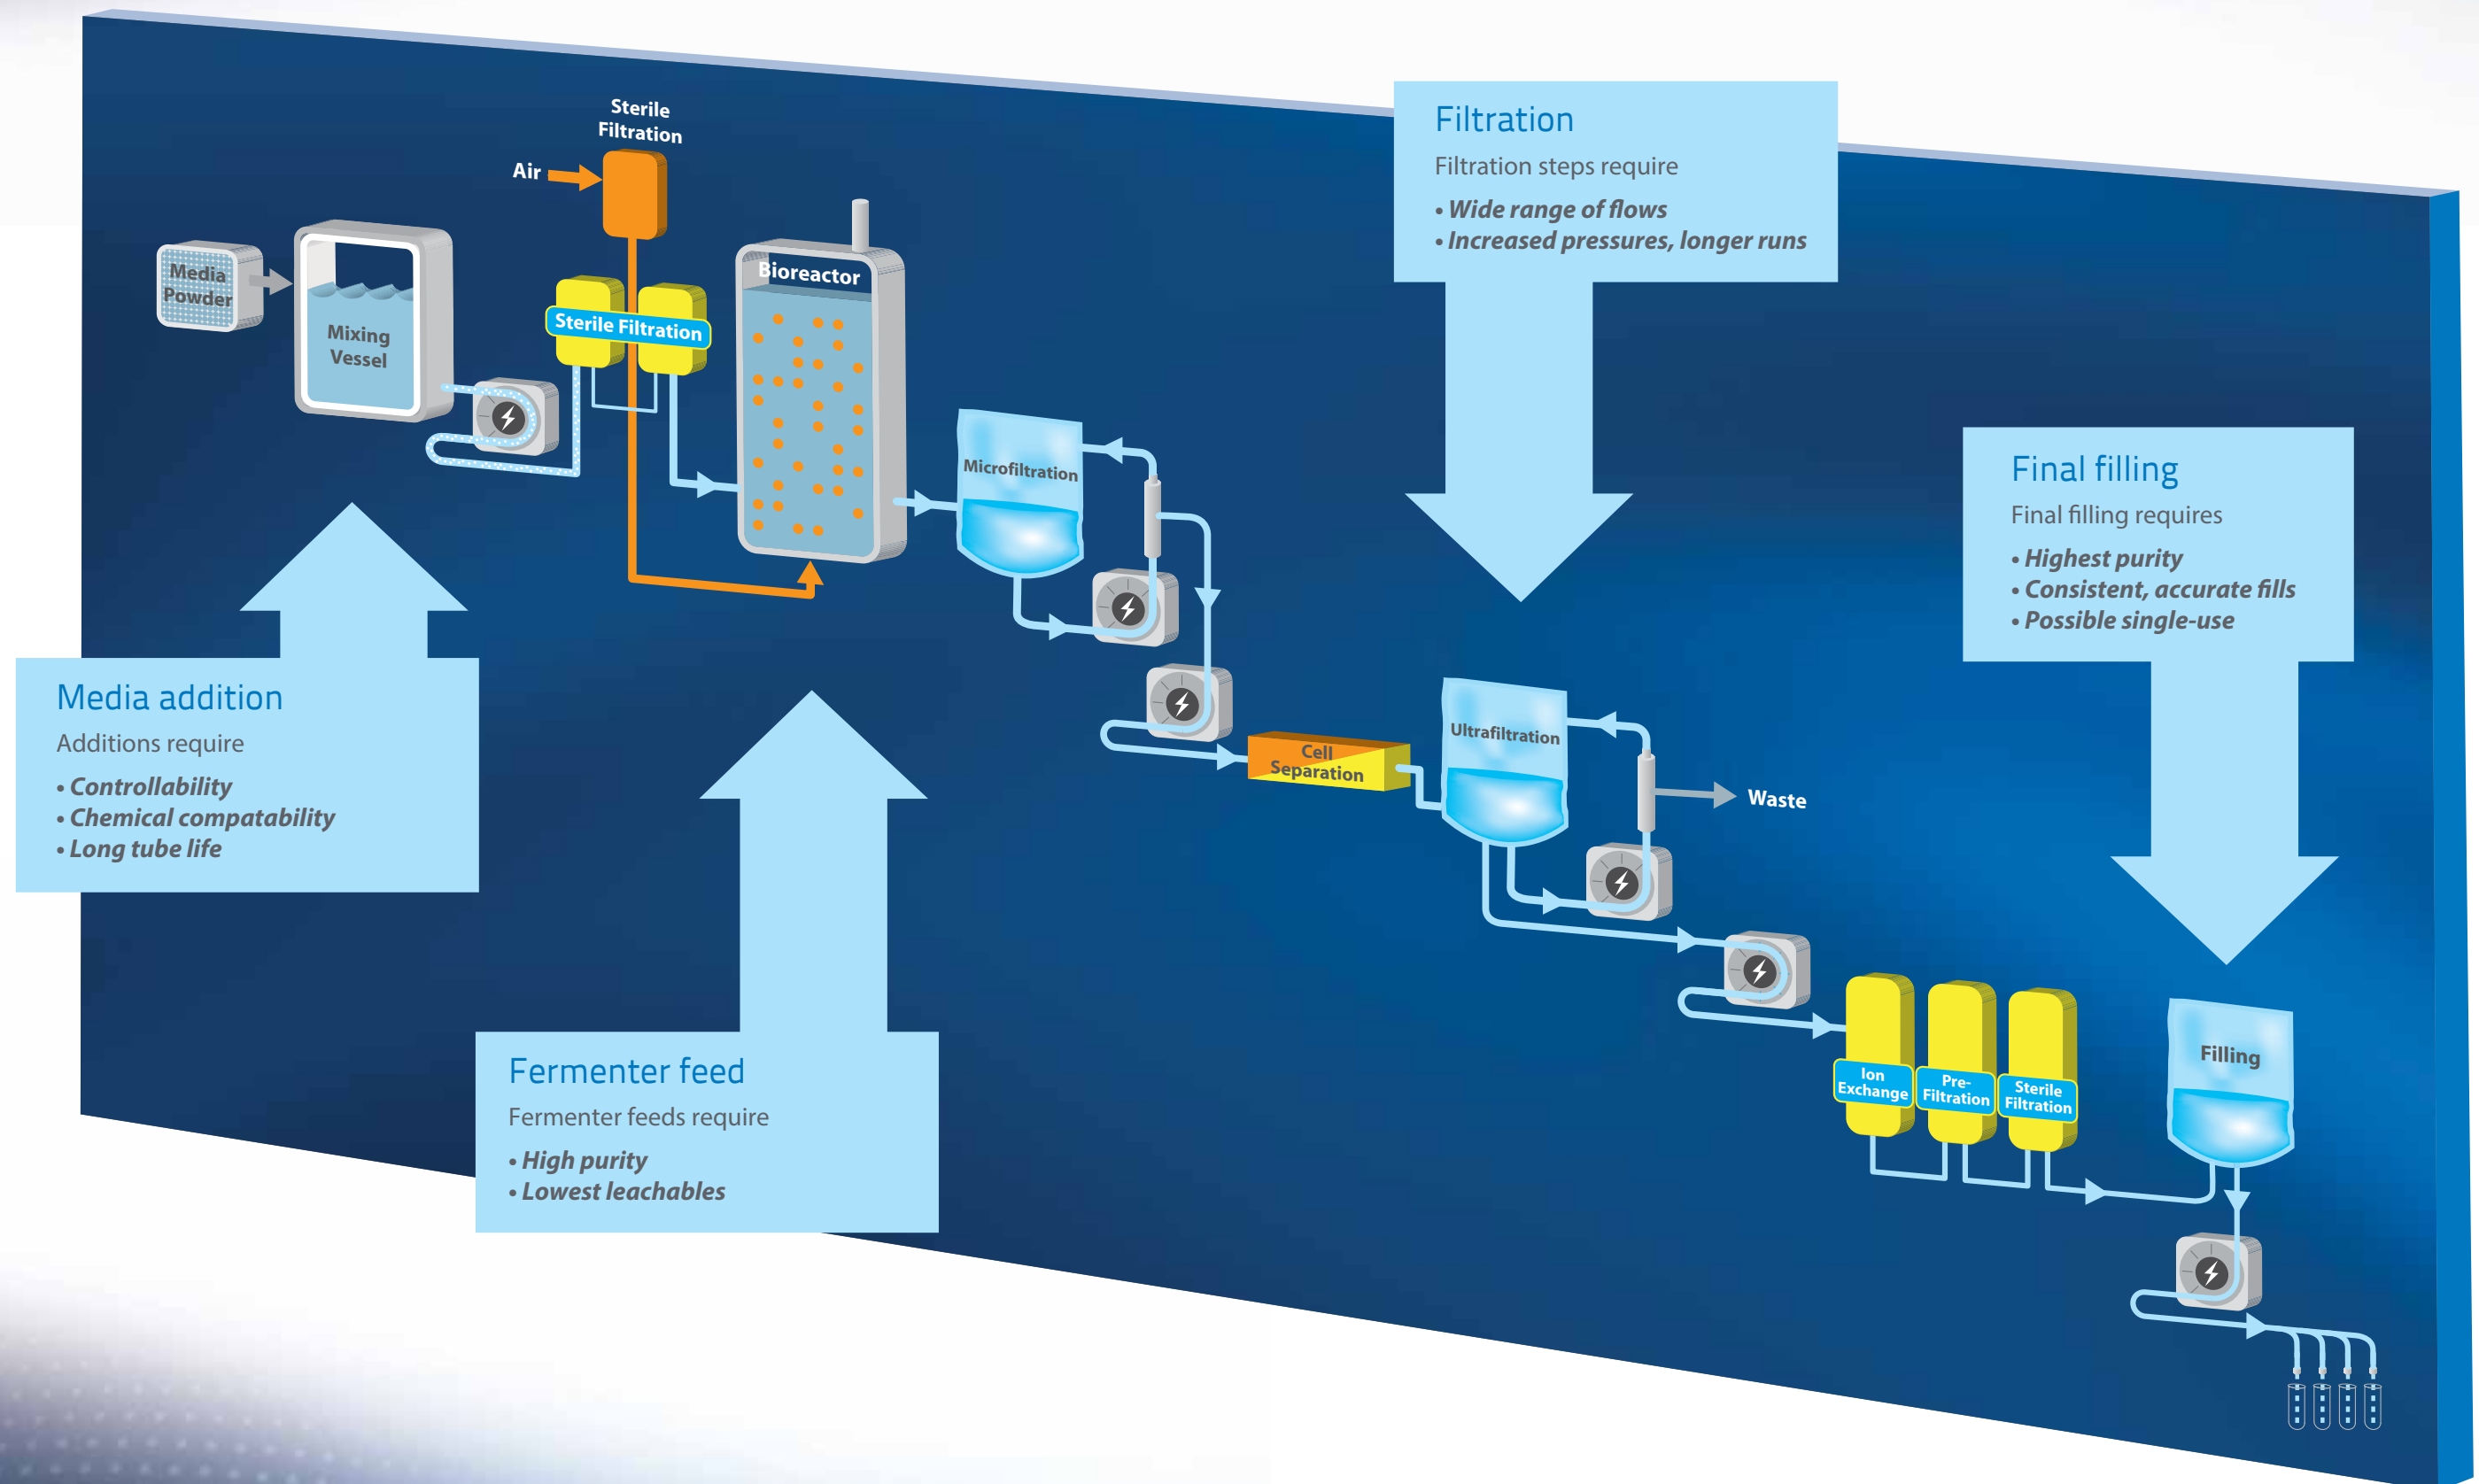 Sterile
Filtration
Air
Media
Powder
Mixing
Vessel
Sterile Filtration
Bioreactor
Microfiltration
Filtration
Filtration steps require
• Wide range of flows
• Increased pressures, longer runs
Final filling
Final filling requires
• Highest purity
• Consistent, accurate fills
• Possible single-use
Media addition
Additions require
• Controllability
• Chemical compatability
• Long tube life
Cell
Separation
Ultrafiltration
Waste
Fermenter feed
Fermenter feeds require
• High purity
• Lowest leachables
Ion
Exchange
Pre-
Filtration
Sterile
Filtration
Filling